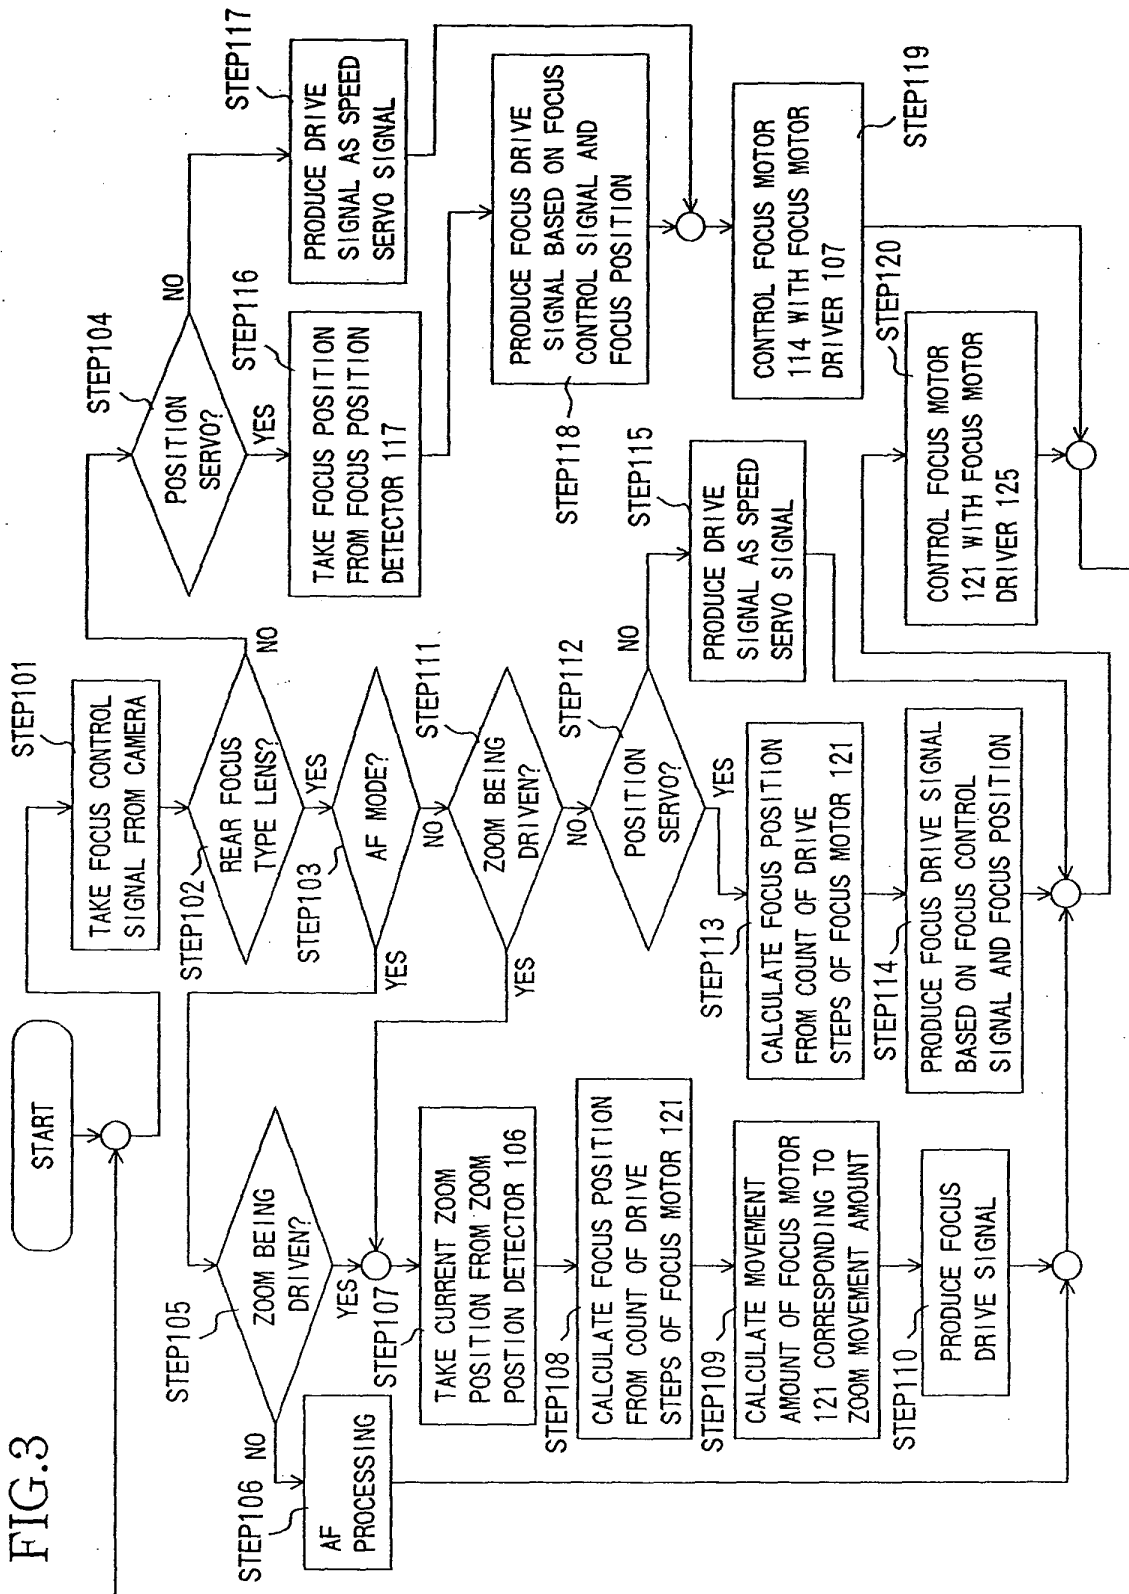 FIG.3
START
STEP101
TAKE FOCUS CONTROL
SIGNAL FROM CAMERA
STEP102
REAR FOCUS
TYPE LENS?
NO
YES
STEP103
AF MODE?
YES
NO
STEP104
POSITION
SERVO?
NO
YES
STEP105
ZOOM BEING
DRIVEN?
NO
YES
STEP106
AF
PROCESSING
STEP107
TAKE CURRENT ZOOM
POSITION FROM ZOOM
POSTION DETECTOR 106
STEP108
CALCULATE FOCUS POSITION
FROM COUNT OF DRIVE
STEPS OF FOCUS MOTOR 121
STEP109
CALCULATE MOVEMENT
AMOUNT OF FOCUS MOTOR
121 CORRESPONDING TO
ZOOM MOVEMENT AMOUNT
STEP110
PRODUCE FOCUS
DRIVE SIGNAL
STEP111
ZOOM BEING
DRIVEN?
YES
NO
STEP112
POSITION
SERVO?
NO
YES
STEP113
CALCULATE FOCUS POSITION
FROM COUNT OF DRIVE
STEPS OF FOCUS MOTOR 121
STEP114
PRODUCE FOCUS DRIVE SIGNAL
BASED ON FOCUS CONTROL
SIGNAL AND FOCUS POSITION
STEP115
PRODUCE DRIVE
SIGNAL AS SPEED
SERVO SIGNAL
STEP116
TAKE FOCUS POSITION
FROM FOCUS POSITION
DETECTOR 117
STEP117
PRODUCE DRIVE
SIGNAL AS SPEED
SERVO SIGNAL
STEP118
PRODUCE FOCUS DRIVE
SIGNAL BASED ON FOCUS
CONTROL SIGNAL AND
FOCUS POSITION
STEP119
CONTROL FOCUS MOTOR
114 WITH FOCUS MOTOR
DRIVER 107
STEP120
CONTROL FOCUS MOTOR
121 WITH FOCUS MOTOR
DRIVER 125